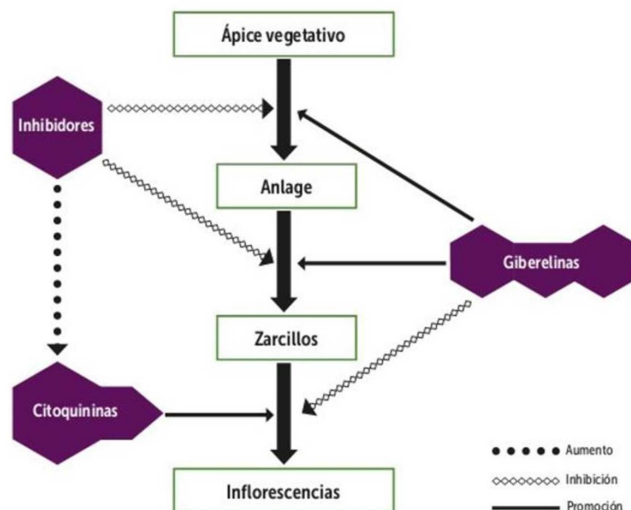 Ápice vegetativo
Inhibidores
Anlage
Giberelinas
Zarcillos
Citoquininas
Inflorescencias
Aumento
Inhibición
Promoción